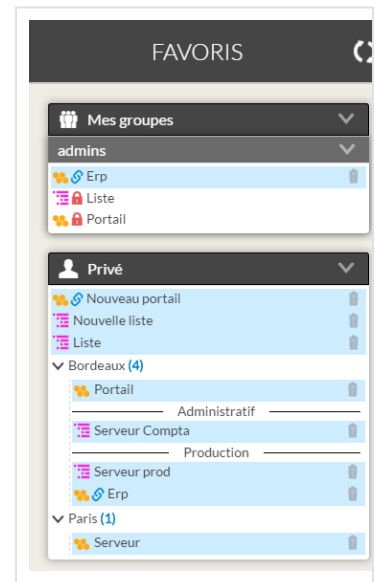 FAVORIS
Mes groupes
admins
Erp
Liste
Portail
Privé
Nouveau portail
Nouvelle liste
Liste
Bordeaux (4)
Portail
Administratif
Serveur Compta
Production
Serveur prod
Erp
Paris (1)
Serveur